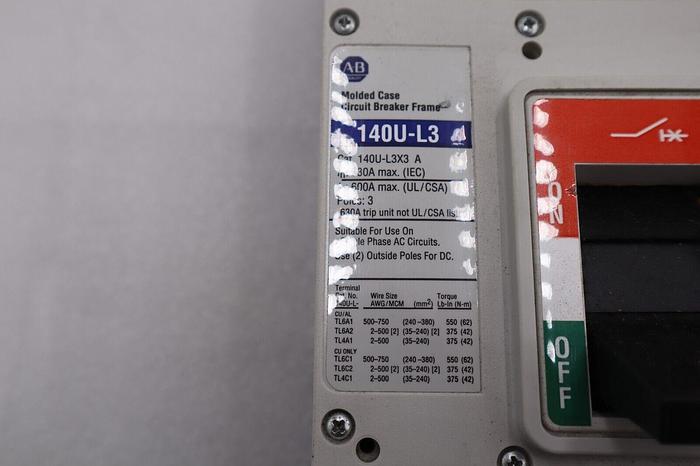 AB
Molded Case
Circuit Breaker Frame
140U-L3
Cat. 140U-L3X3 A
630A max. (IEC)
600A max. (UL/CSA)
Poles: 3
630A trip unit not UL/CSA
Suitable For Use On
Phase AC Circuits.
Use (2) Outside Poles For DC.
Terminal
Cat. No. Wire Size Torque
140U-L- AWG/MCM (mm²) Lb-In (N-m)
CU/AL
TL6A1 500-750 (240-380) 550 (62)
TL6A2 2-500 [2] (35-240) [2] 375 (42)
TL4A1 2-500 (35-240) 375 (42)
CU ONLY
TL6C1 500-750 (240-380) 550 (62)
TL6C2 2-500 [2] (35-240) [2] 375 (42)
TL4C1 2-500 (35-240) 375 (42)
ON
OFF